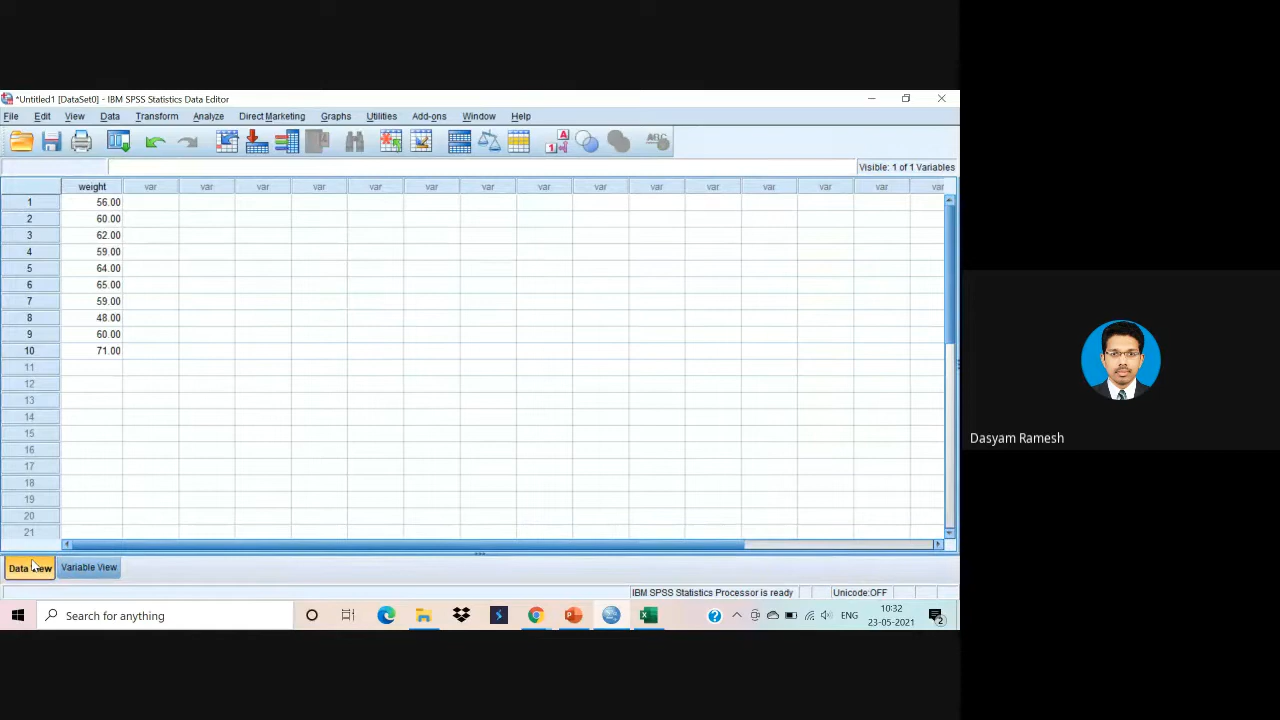 *Untitled1 [DataSet0] - IBM SPSS Statistics Data Editor
File Edit View Data Transform Analyze Direct Marketing Graphs Utilities Add-ons Window Help
Visible: 1 of 1 Variables
weight var var var var var var var var var var var var var var var
1 56.00
2 60.00
3 62.00
4 59.00
5 64.00
6 65.00
7 59.00
8 48.00
9 60.00
10 71.00
11
12
13
14
15
16
17
18
19
20
21
Data View Variable View
IBM SPSS Statistics Processor is ready Unicode:OFF
Search for anything
ENG
10:32
23-05-2021
2
Dasyam Ramesh